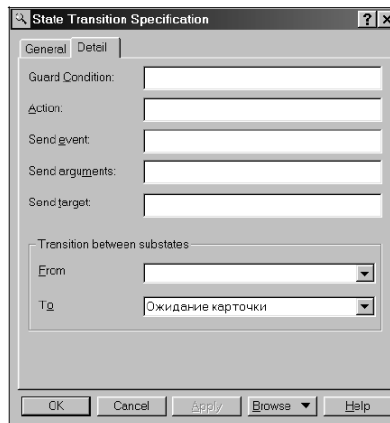 State Transition Specification
General Detail
Guard Condition:
Action:
Send event:
Send arguments:
Send target:
Transition between substates
From
To Ожидание карточки
OK Cancel Apply Browse Help